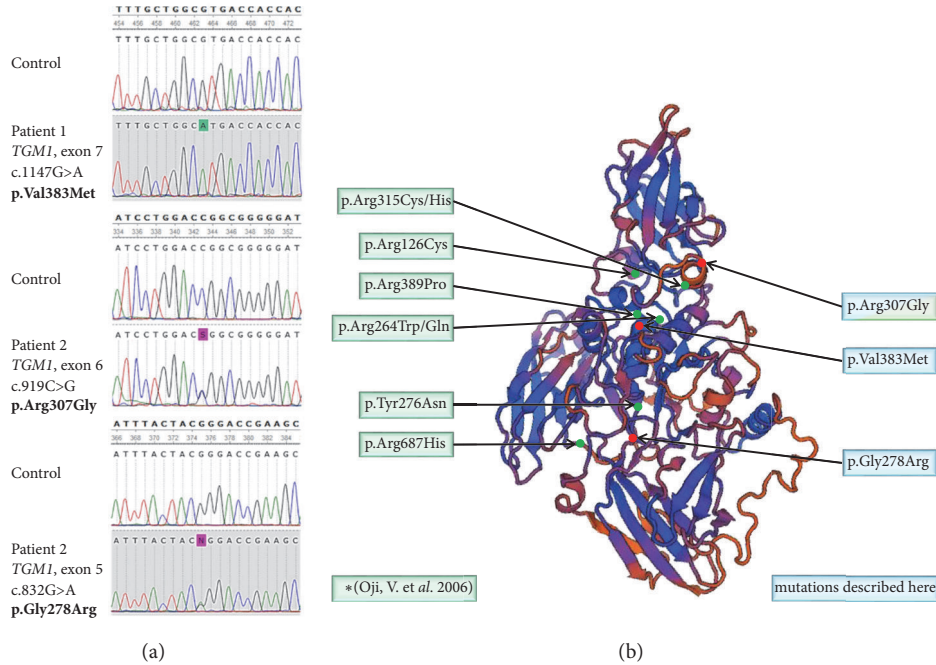 TTTGCTGGCGTGACCACCAC
454 456 458 460 462 464 466 468 470 472
TTTGCTGGCGTGACCACCAC
Control
Patient 1
TGM1, exon 7
c.1147G>A
p.Val383Met
TTTGCTGGCATGACCACCAC
ATCCTGGACCGGCGGGGGAT
334 336 338 340 342 344 346 348 350 352
ATCCTGGACCGGCGGGGGAT
Control
Patient 2
TGM1, exon 6
c.919C>G
p.Arg307Gly
ATCCTGGACSGGCGGGGGAT
ATTTACTACGGGACCGAAGC
366 368 370 372 374 376 378 380 382 384
ATTTACTACGGGACCGAAGC
Control
Patient 2
TGM1, exon 5
c.832G>A
p.Gly278Arg
ATTTACTACNGGACCGAAGC
(a)
p.Arg315Cys/His
p.Arg126Cys
p.Arg389Pro
p.Arg264Trp/Gln
p.Tyr276Asn
p.Arg687His
p.Arg307Gly
p.Val383Met
p.Gly278Arg
*(Oji, V. et al. 2006)
mutations described here
(b)